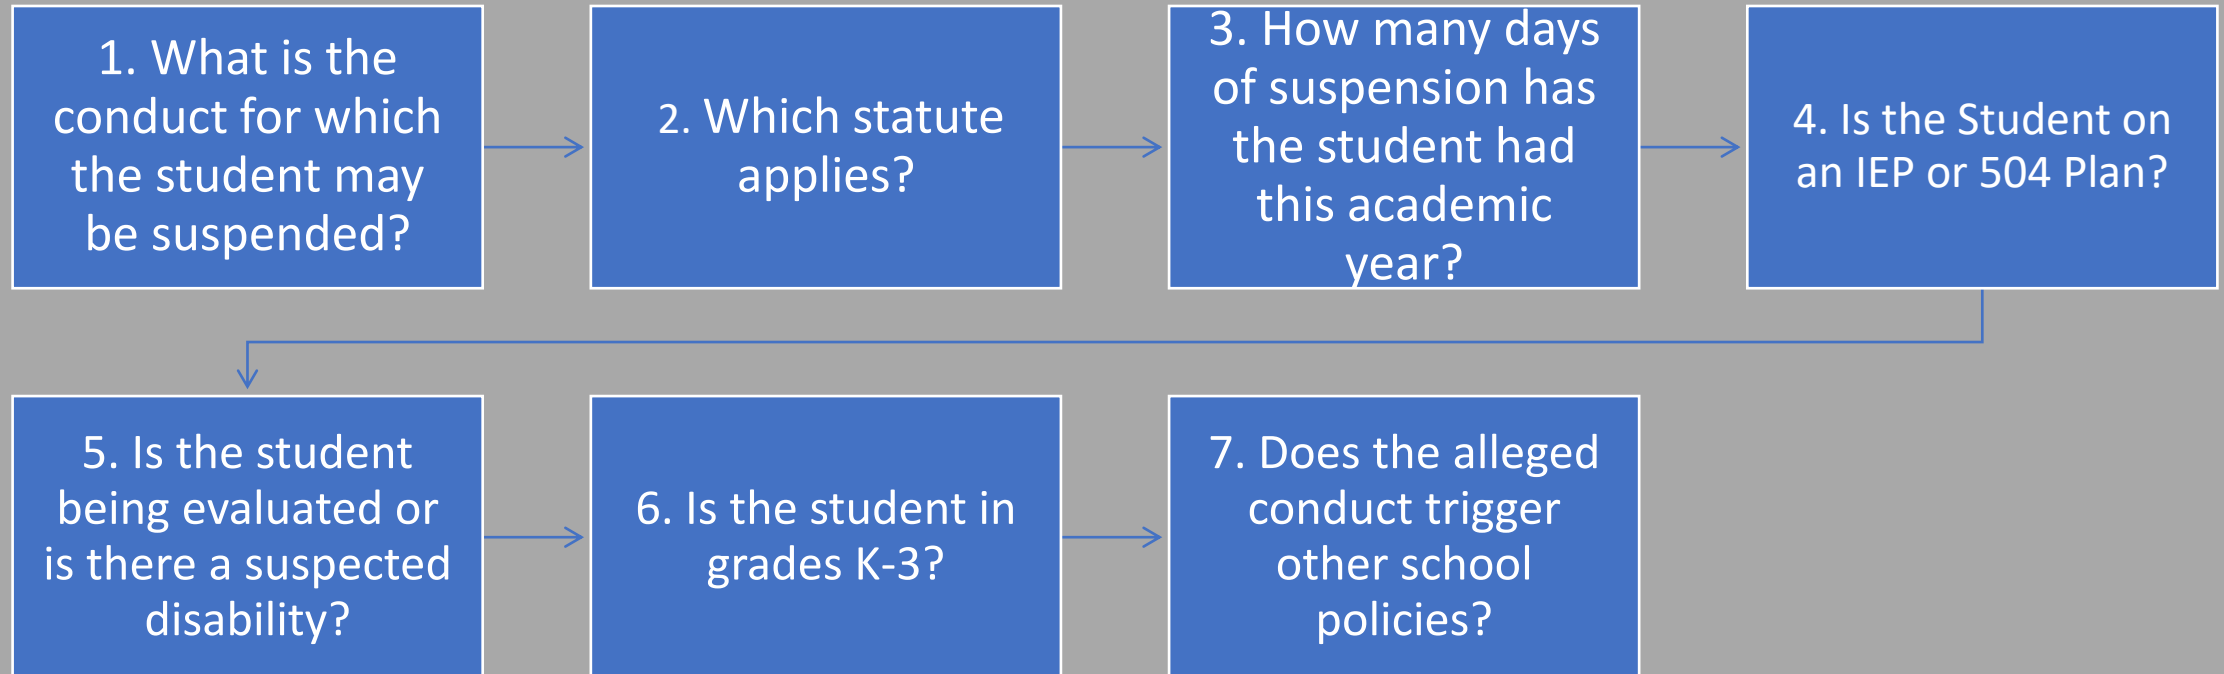 1. What is the
conduct for which
the student may
be suspended?
2. Which statute
applies?
3. How many days
of suspension has
the student had
this academic
year?
4. Is the Student on
an IEP or 504 Plan?
5. Is the student
being evaluated or
is there a suspected
disability?
6. Is the student in
grades K-3?
7. Does the alleged
conduct trigger
other school
policies?